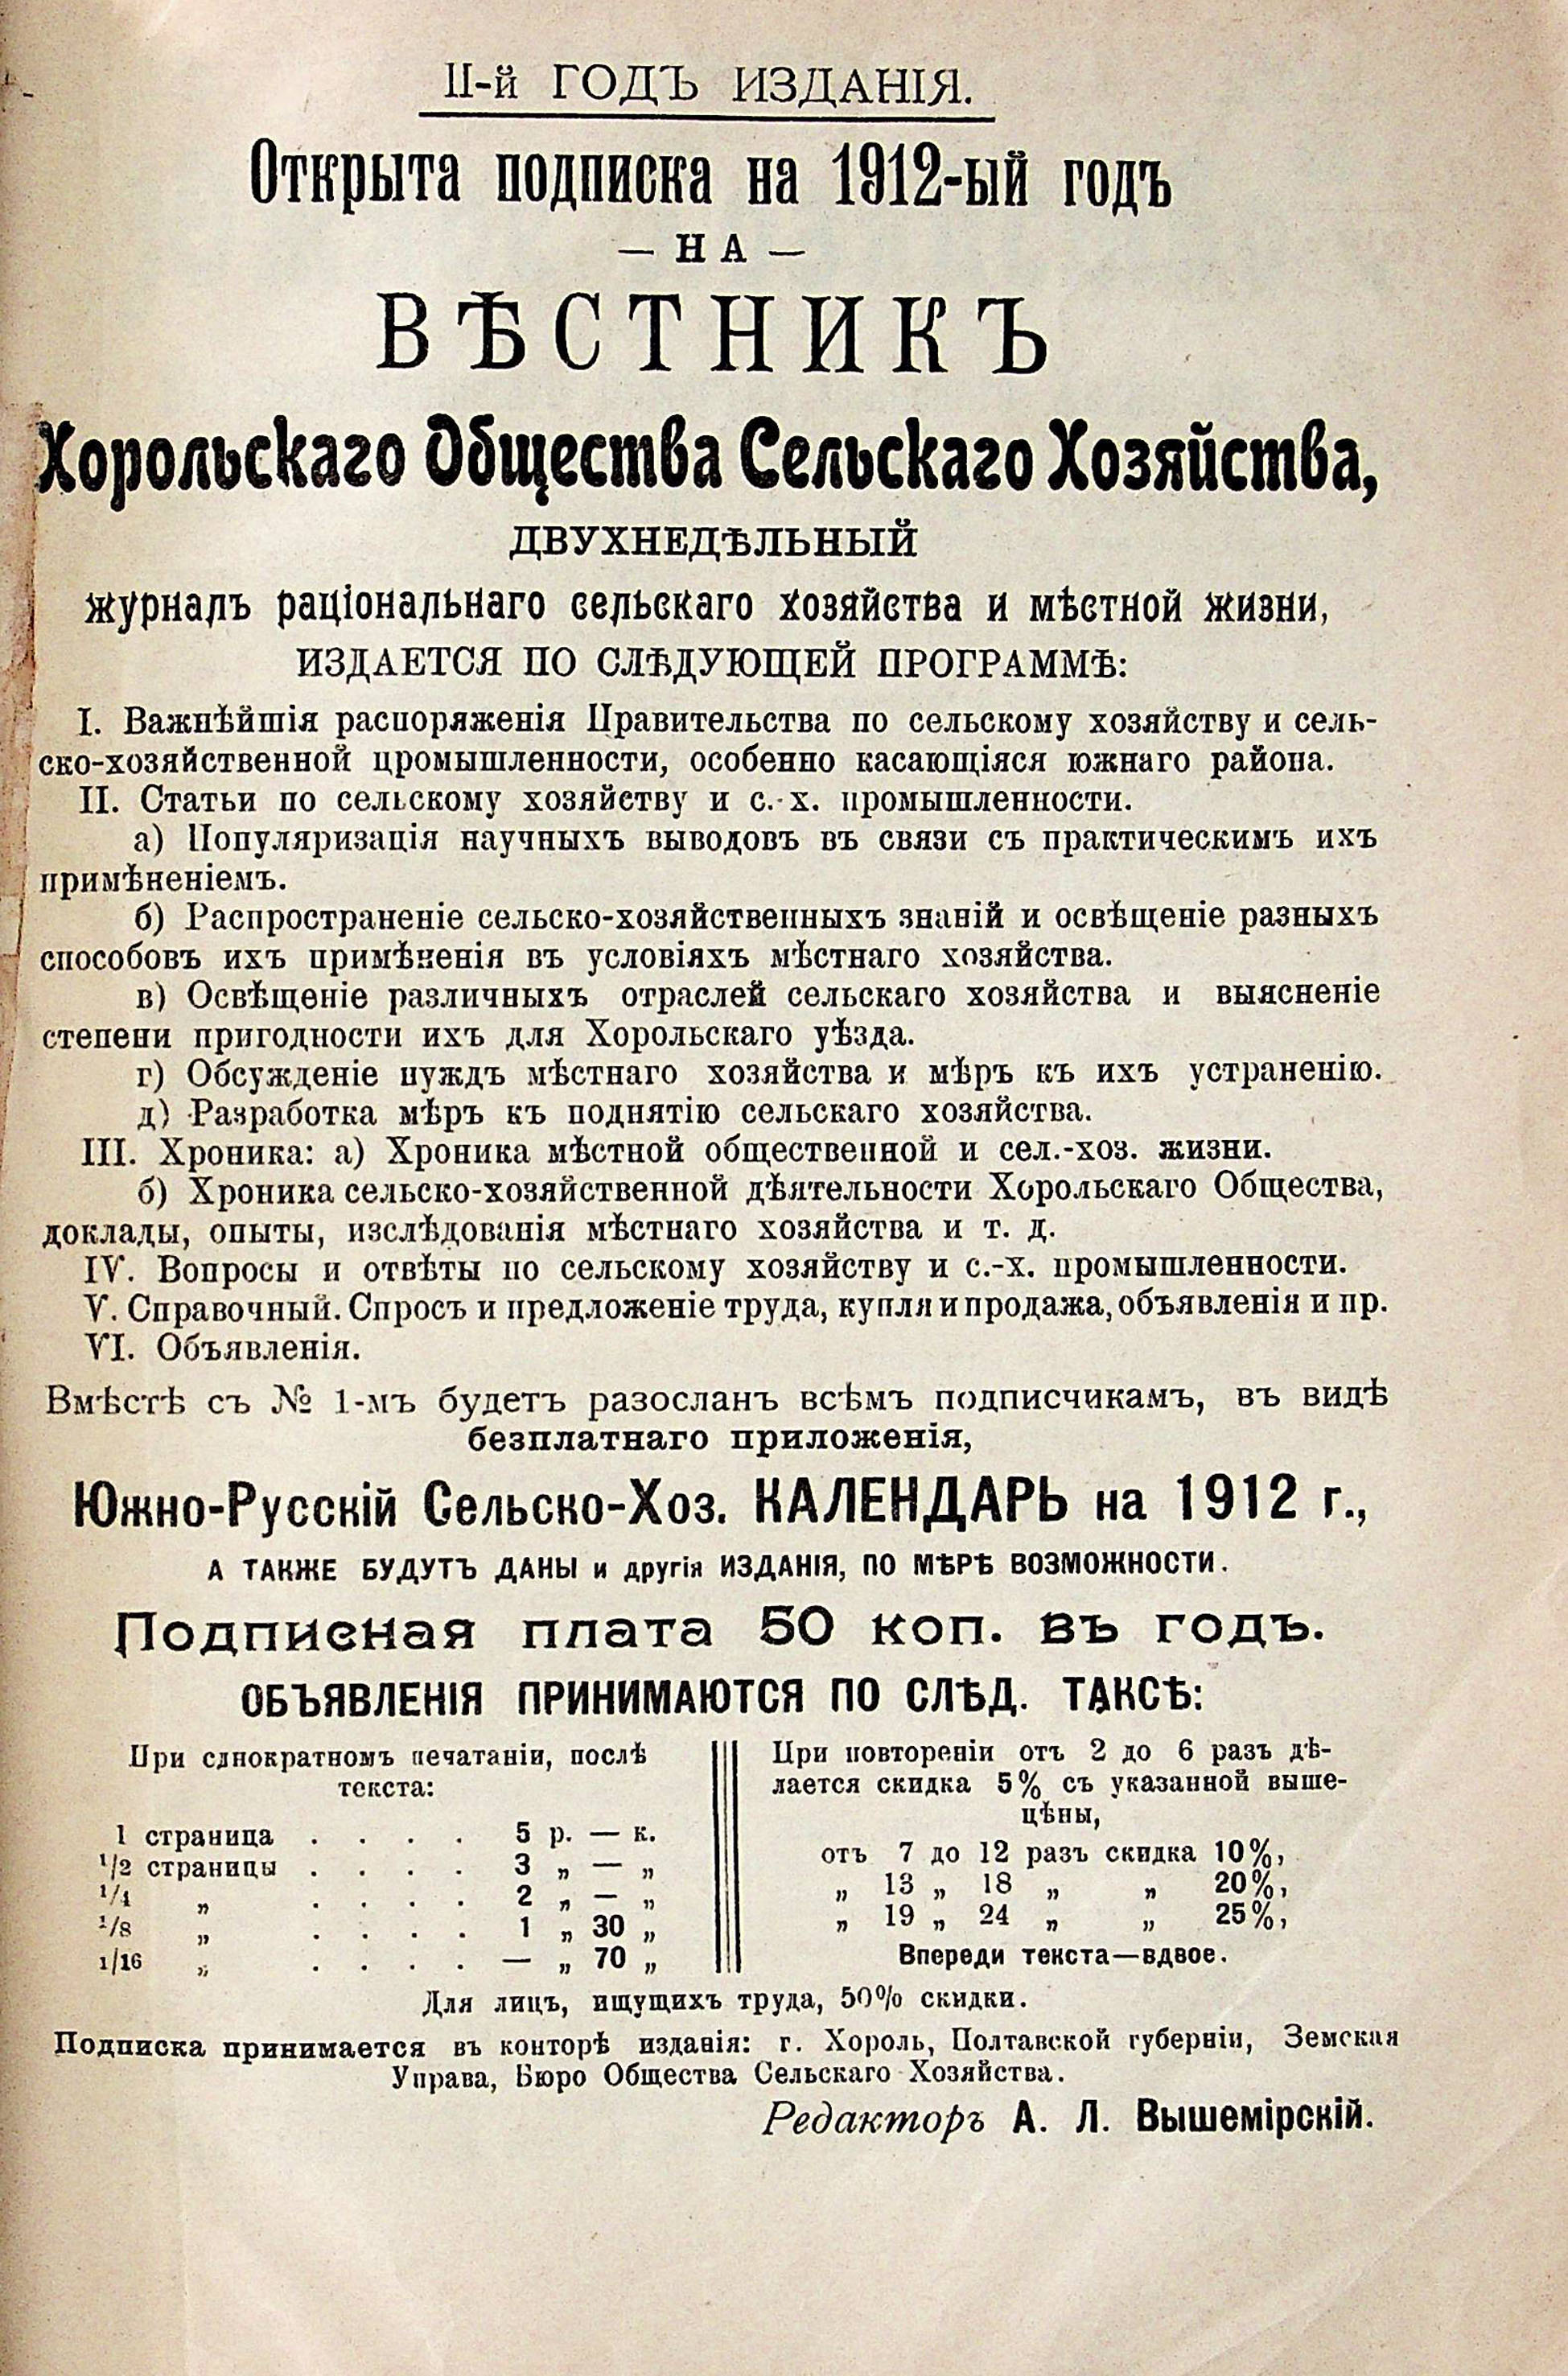 II-й ГОДЪ ИЗДАНІЯ.
Открыта подписка на 1912-ый годъ
— НА —
ВѢСТНИКЪ
Хорольскаго Общества Сельскаго Хозяйства,
ДВУХНЕДѢЛЬНЫЙ
журналъ раціональнаго сельскаго хозяйства и мѣстной жизни,
ИЗДАЕТСЯ ПО СЛѢДУЮЩЕЙ ПРОГРАММѢ:
I. Важнѣйшія распоряженія Правительства по сельскому хозяйству и сель-
ско-хозяйственной промышленности, особенно касающіяся южнаго района.
II. Статьи по сельскому хозяйству и с.-х. промышленности.
а) Популяризація научныхъ выводовъ въ связи съ практическимъ ихъ
примѣненіемъ.
б) Распространеніе сельско-хозяйственныхъ знаній и освѣщеніе разныхъ
способовъ ихъ примѣненія въ условіяхъ мѣстнаго хозяйства.
в) Освѣщеніе различныхъ отраслей сельскаго хозяйства и выясненіе
степени пригодности ихъ для Хорольскаго уѣзда.
г) Обсужденіе нуждъ мѣстнаго хозяйства и мѣръ къ ихъ устраненію.
д) Разработка мѣръ къ поднятію сельскаго хозяйства.
III. Хроника: а) Хроника мѣстной общественной и сел.-хоз. жизни.
б) Хроника сельско-хозяйственной дѣятельности Хорольскаго Общества,
доклады, опыты, изслѣдованія мѣстнаго хозяйства и т. д.
IV. Вопросы и отвѣты по сельскому хозяйству и с.-х. промышленности.
V. Справочный. Спросъ и предложеніе труда, купля и продажа, объявленія и пр.
VI. Объявленія.
Вмѣстѣ съ № 1-мъ будетъ разосланъ всѣмъ подписчикамъ, въ видѣ
безплатнаго приложенія,
Южно-Русскій Сельско-Хоз. КАЛЕНДАРЬ на 1912 г.,
А ТАКЖЕ БУДУТЪ ДАНЫ и другія ИЗДАНІЯ, ПО МѢРѢ ВОЗМОЖНОСТИ.
Подписная плата 50 коп. въ годъ.
ОБЪЯВЛЕНІЯ ПРИНИМАЮТСЯ ПО СЛѢД. ТАКСѢ:
При однократномъ печатаніи, послѣ
текста:
1 страница . . . . 5 р. — к.
1/2 страницы . . . . 3 „ — „
1/4 „ . . . . 2 „ — „
1/8 „ . . . . 1 „ 30 „
1/16 „ . . . . — „ 70 „
При повтореніи отъ 2 до 6 разъ дѣ-
лается скидка 5% съ указанной выше-
цѣны,
отъ 7 до 12 разъ скидка 10%,
„ 13 „ 18 „ „ 20%,
„ 19 „ 24 „ „ 25%,
Впереди текста—вдвое.
Для лицъ, ищущихъ труда, 50% скидки.
Подписка принимается въ конторѣ изданія: г. Хороль, Полтавской губерніи, Земская
Управа, Бюро Общества Сельскаго Хозяйства.
Редакторъ А. Л. Вышемірскій.